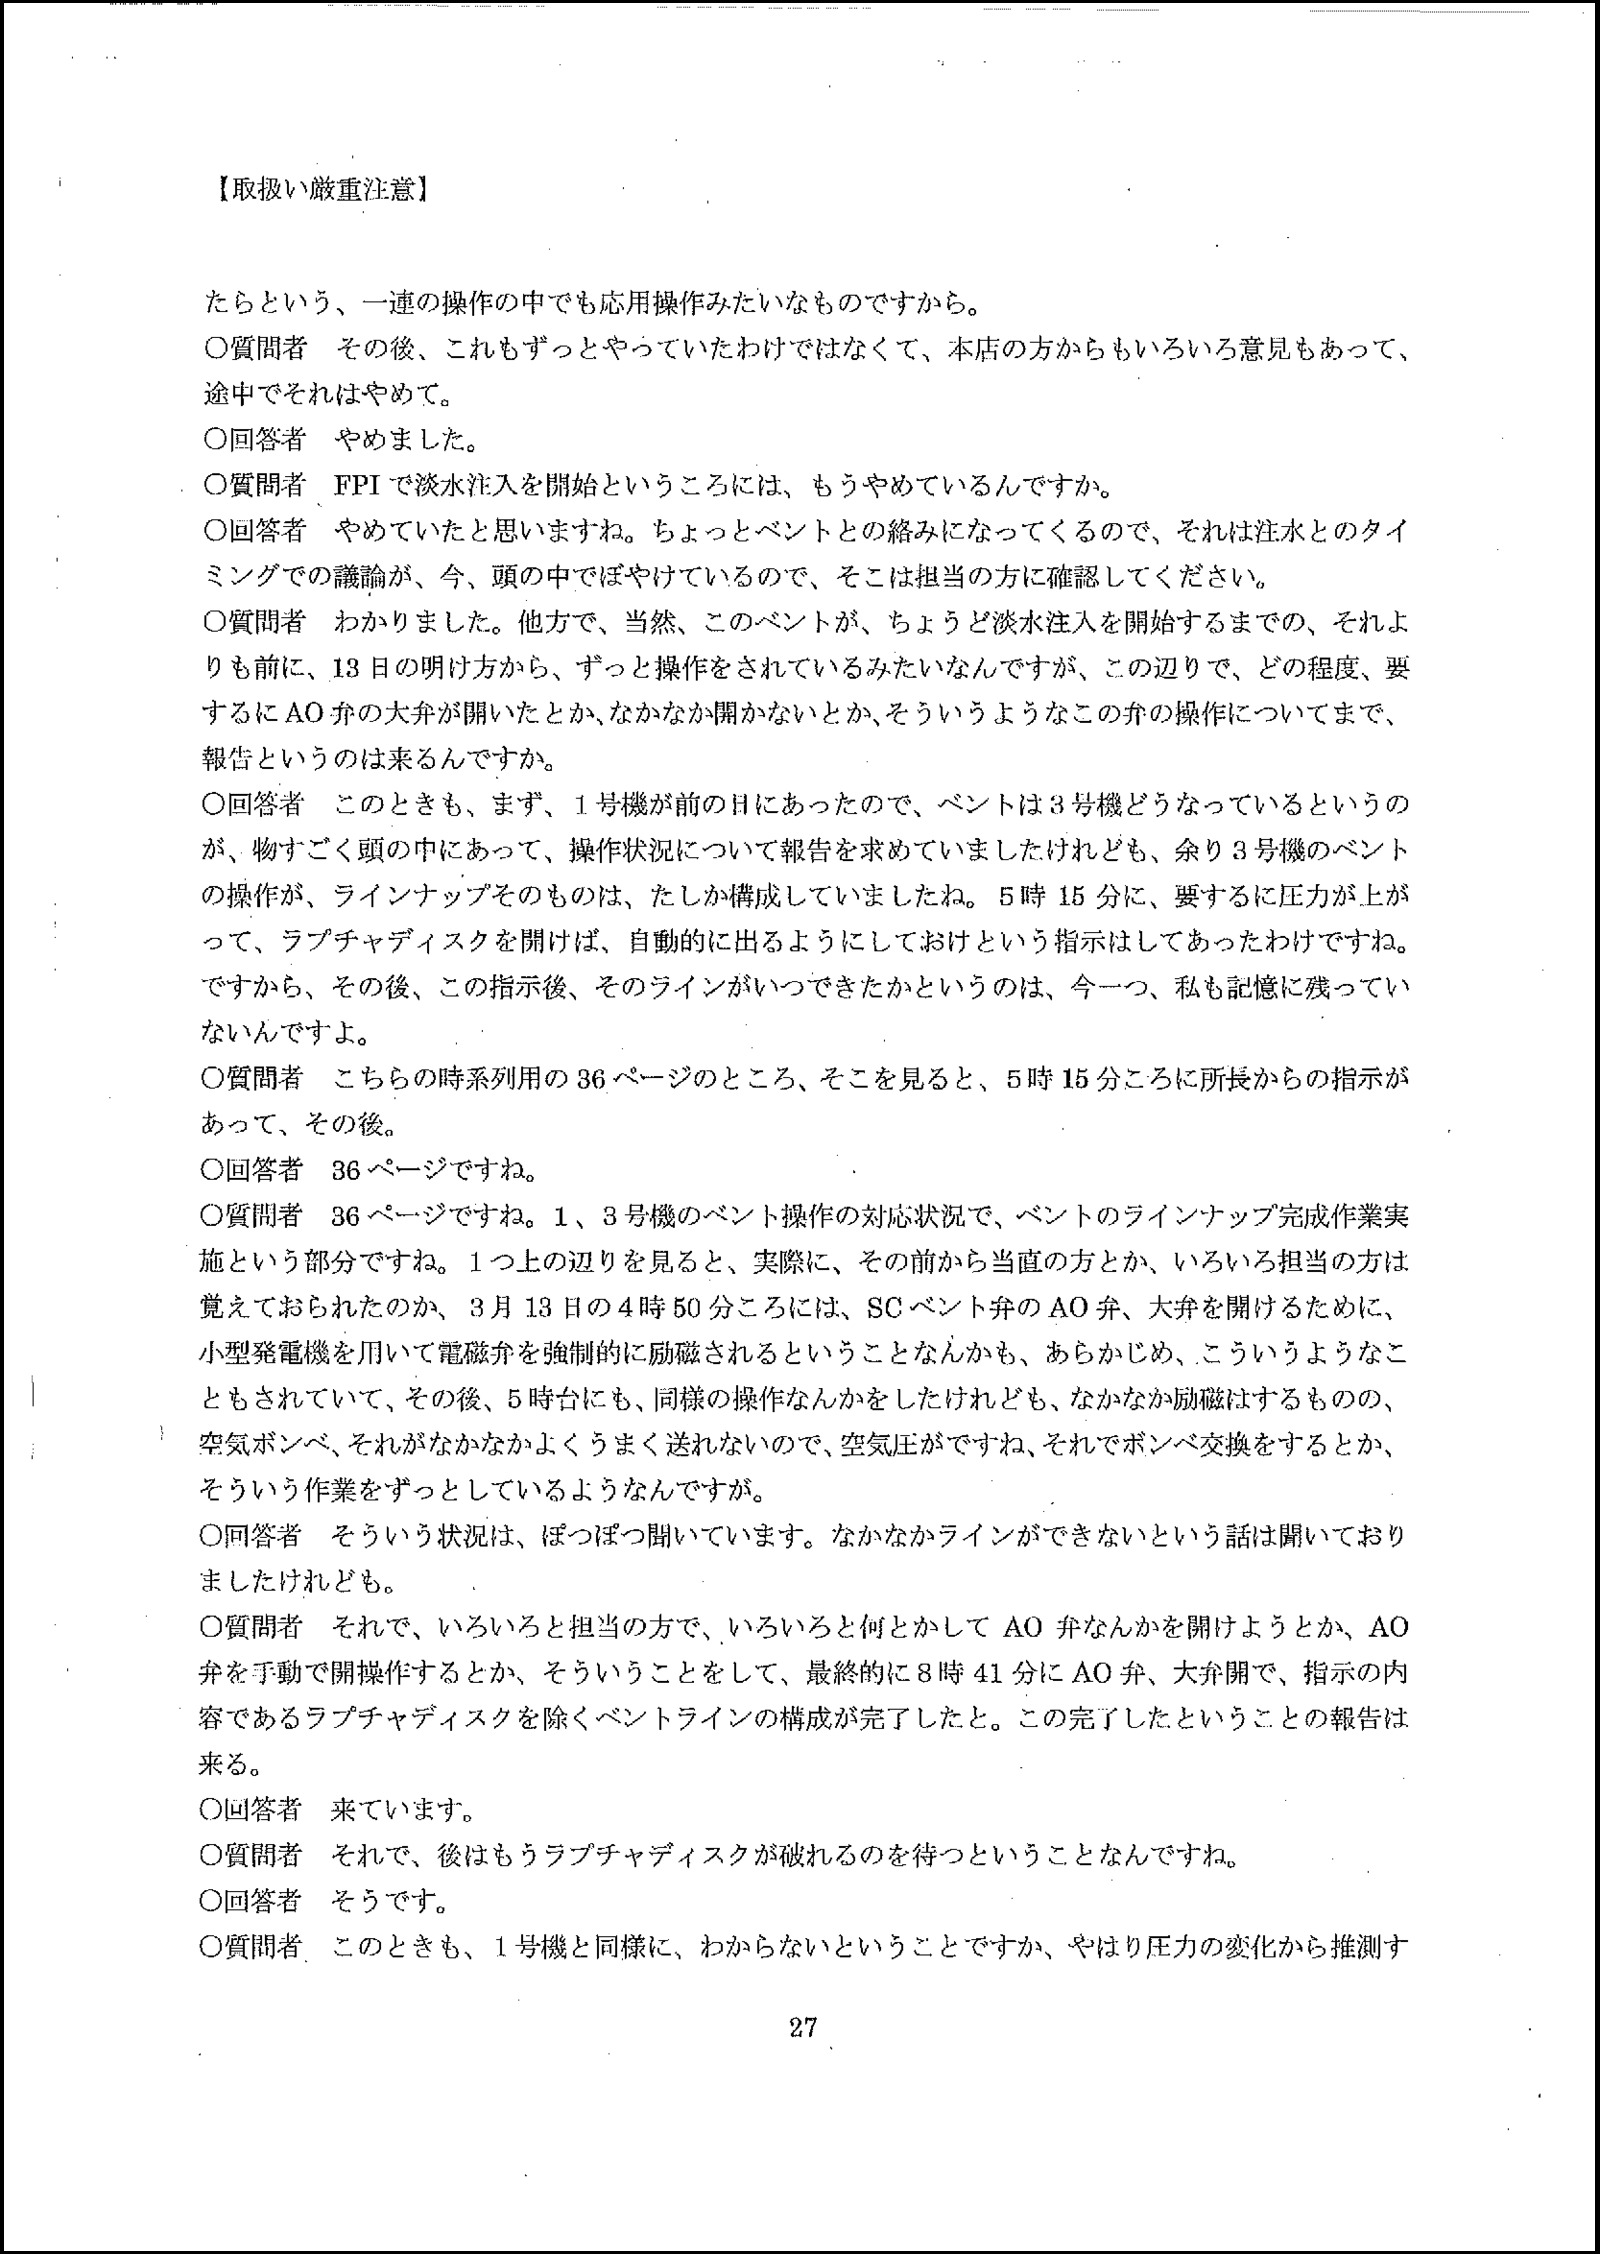 【取扱い厳重注意】
たらという、一連の操作の中でも応用操作みたいなものですから。
○質問者　その後、これもずっとやっていたわけではなくて、本店の方からもいろいろ意見もあって、
途中でそれはやめて。
○回答者　やめました。
○質問者　FPIで淡水注入を開始というころには、もうやめているんですか。
○回答者　やめていたと思いますね。ちょっとベントとの絡みになってくるので、それは注水とのタイ
ミングでの議論が、今、頭の中でぼやけているので、そこは担当の方に確認してください。
○質問者　わかりました。他方で、当然、このベントが、ちょうど淡水注入を開始するまでの、それよ
りも前に、13日の明け方から、ずっと操作をされているみたいなんですが、この辺りで、どの程度、要
するにAO弁の大弁が開いたとか、なかなか開かないとか、そういうようなこの弁の操作についてまで、
報告というのは来るんですか。
○回答者　このときも、まず、1号機が前の日にあったので、ベントは3号機どうなっているというの
が、物すごく頭の中にあって、操作状況について報告を求めていましたけれども、余り3号機のベント
の操作が、ラインナップそのものは、たしか構成していましたね。5時15分に、要するに圧力が上が
って、ラプチャディスクを開けば、自動的に出るようにしておけという指示はしてあったわけですね。
ですから、その後、この指示後、そのラインがいつできたかというのは、今一つ、私も記憶に残ってい
ないんですよ。
○質問者　こちらの時系列用の36ページのところ、そこを見ると、5時15分ころに所長からの指示が
あって、その後。
○回答者　36ページですね。
○質問者　36ページですね。1、3号機のベント操作の対応状況で、ベントのラインナップ完成作業実
施という部分ですね。1つ上の辺りを見ると、実際に、その前から当直の方とか、いろいろ担当の方は
覚えておられたのか、3月13日の4時50分ころには、SCベント弁のAO弁、大弁を開けるために、
小型発電機を用いて電磁弁を強制的に励磁されるということなんかも、あらかじめ、こういうようなこ
ともされていて、その後、5時台にも、同様の操作なんかをしたけれども、なかなか励磁はするものの、
空気ボンベ、それがなかなかよくうまく送れないので、空気圧がですね、それでボンベ交換をするとか、
そういう作業をずっとしているようなんですが。
○回答者　そういう状況は、ぽつぽつ聞いています。なかなかラインができないという話は聞いており
ましたけれども。
○質問者　それで、いろいろと担当の方で、いろいろと何とかしてAO弁なんかを開けようとか、AO
弁を手動で開操作するとか、そういうことをして、最終的に8時41分にAO弁、大弁開で、指示の内
容であるラプチャディスクを除くベントラインの構成が完了したと。この完了したということの報告は
来る。
○回答者　来ています。
○質問者　それで、後はもうラプチャディスクが破れるのを待つということなんですね。
○回答者　そうです。
○質問者　このときも、1号機と同様に、わからないということですか、やはり圧力の変化から推測す
27